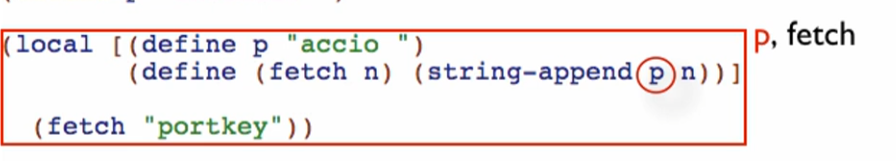 (local [(define p "accio ")
(define (fetch n) (string-append p n))]
(fetch "portkey"))
p, fetch